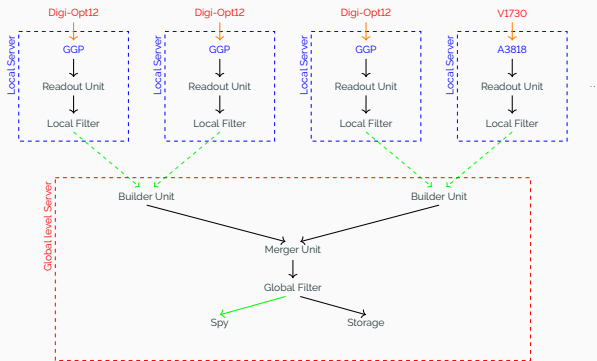 Digi-Opt12 Digi-Opt12 Digi-Opt12 V1730
Local Server Local Server Local Server Local Server
GGP GGP GGP A3818
Readout Unit Readout Unit Readout Unit Readout Unit ..
Local Filter Local Filter Local Filter Local Filter
Global level Server
Builder Unit Builder Unit
Merger Unit
Global Filter
Spy Storage